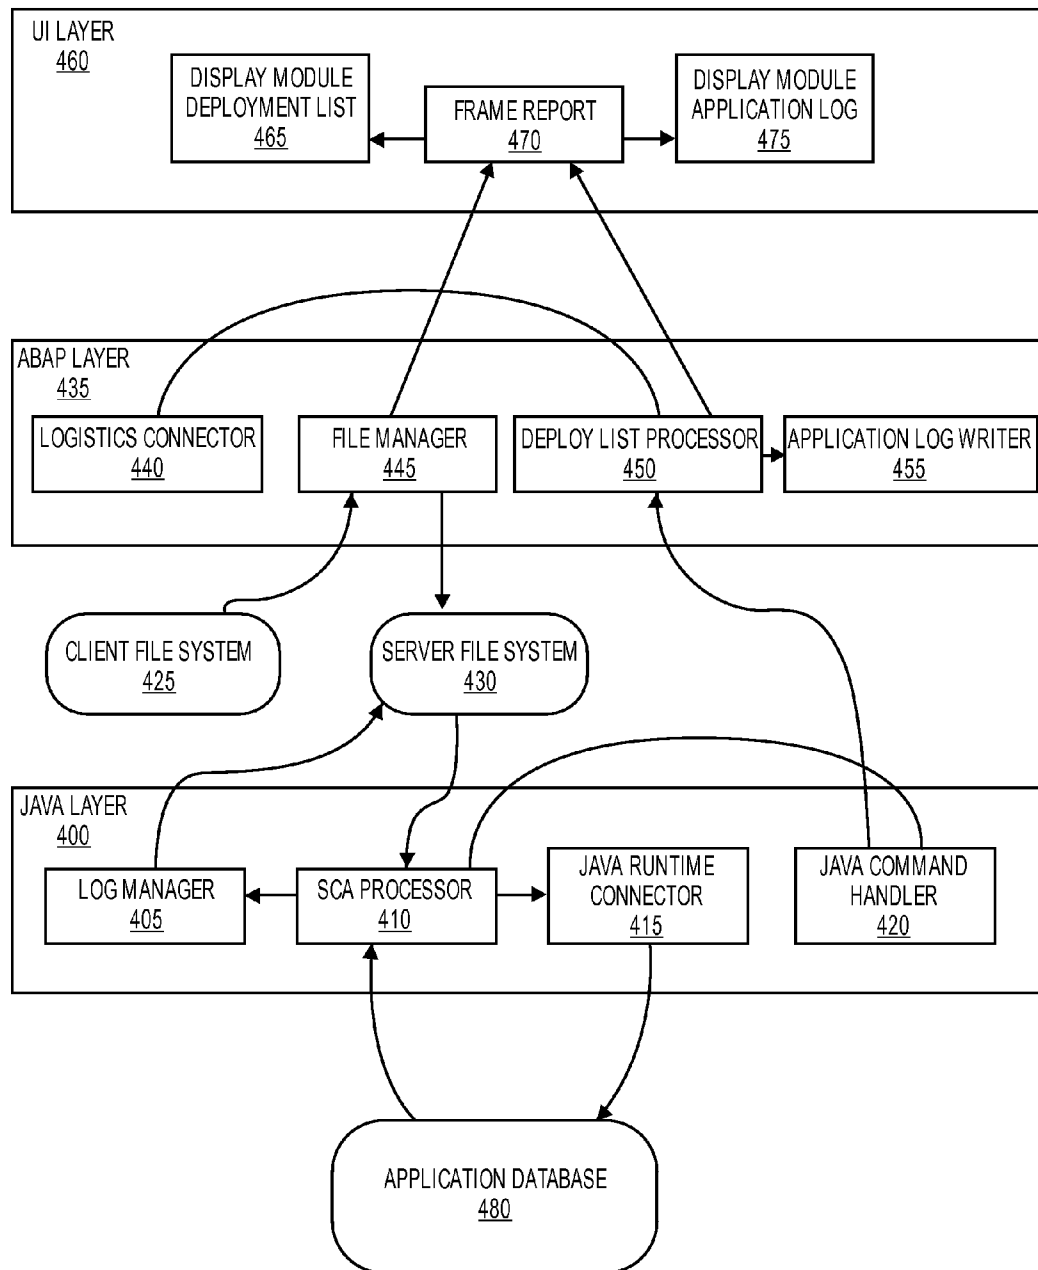 UI LAYER
460
DISPLAY MODULE
DEPLOYMENT LIST
465
FRAME REPORT
470
DISPLAY MODULE
APPLICATION LOG
475
ABAP LAYER
435
LOGISTICS CONNECTOR
440
FILE MANAGER
445
DEPLOY LIST PROCESSOR
450
APPLICATION LOG WRITER
455
CLIENT FILE SYSTEM
425
SERVER FILE SYSTEM
430
JAVA LAYER
400
LOG MANAGER
405
SCA PROCESSOR
410
JAVA RUNTIME
CONNECTOR
415
JAVA COMMAND
HANDLER
420
APPLICATION DATABASE
480